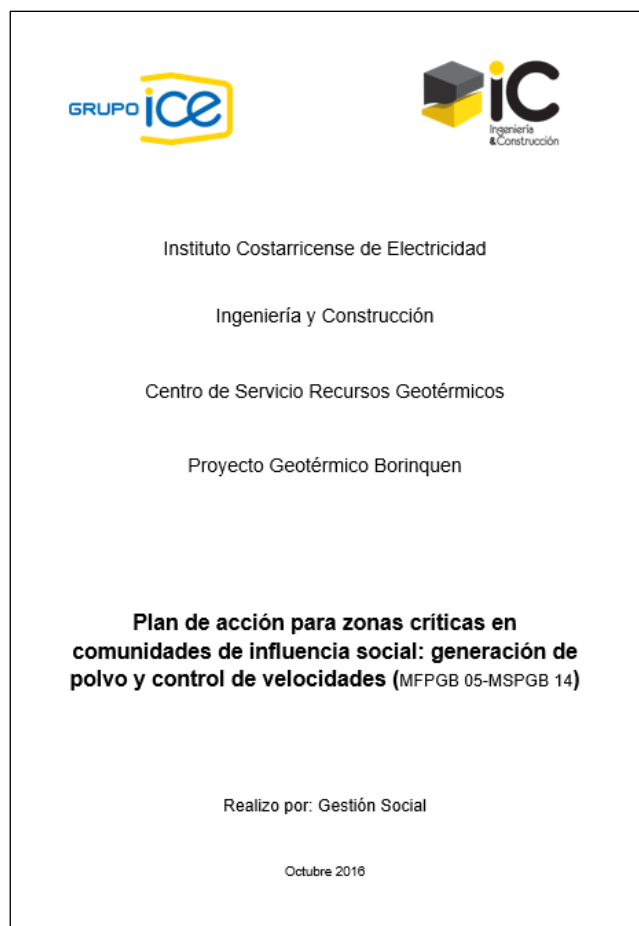 GRUPO ice
iC
Ingeniería
&Construcción
Instituto Costarricense de Electricidad
Ingeniería y Construcción
Centro de Servicio Recursos Geotérmicos
Proyecto Geotérmico Borinquen
Plan de acción para zonas críticas en
comunidades de influencia social: generación de
polvo y control de velocidades (MFPGB 05-MSPGB 14)
Realizo por: Gestión Social
Octubre 2016